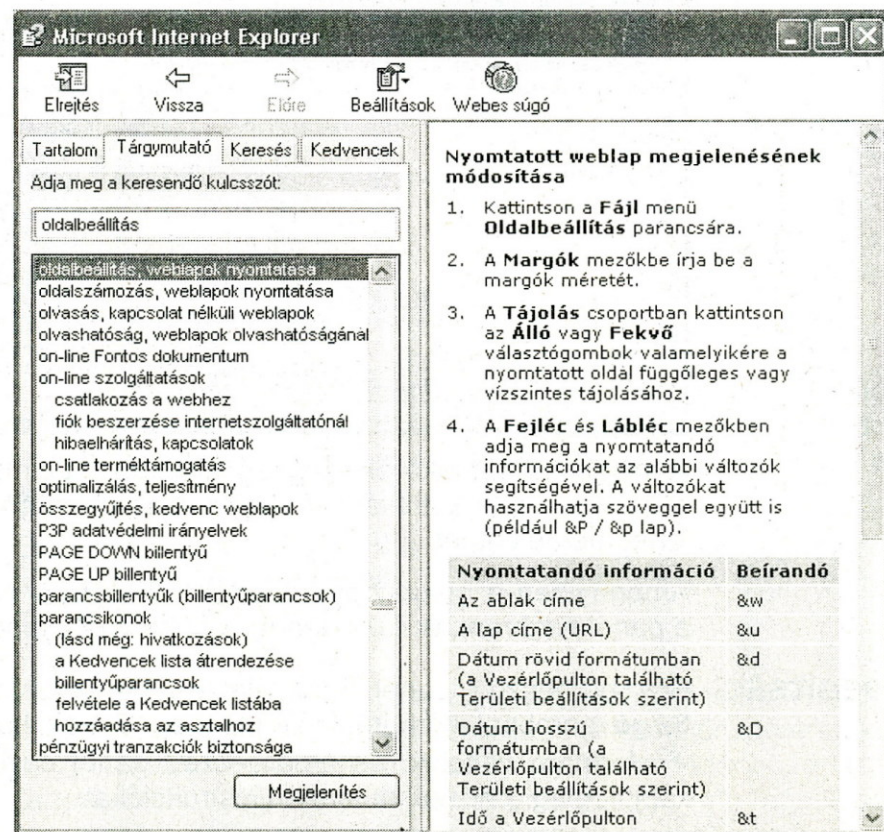 Microsoft Internet Explorer
Elrejtés Vissza Előre Beállítások Webes súgó
Tartalom Tárgymutató Keresés Kedvencek
Adja meg a keresendő kulcsszót:
oldalbeállítás
oldalbeállítás, weblapok nyomtatása
oldalszámozás, weblapok nyomtatása
olvasás, kapcsolat nélküli weblapok
olvashatóság, weblapok olvashatóságánál
on-line Fontos dokumentum
on-line szolgáltatások
csatlakozás a webhez
fiók beszerzése internetszolgáltatónál
hibaelhárítás, kapcsolatok
on-line terméktámogatás
optimalizálás, teljesítmény
összegyűjtés, kedvenc weblapok
P3P adatvédelmi irányelvek
PAGE DOWN billentyű
PAGE UP billentyű
parancsbillentyűk (billentyűparancsok)
parancsikonok
(lásd még: hivatkozások)
a Kedvencek lista átrendezése
billentyűparancsok
felvétele a Kedvencek listába
hozzáadása az asztalhoz
pénzügyi tranzakciók biztonsága
Megjelenítés
Nyomtatott weblap megjelenésének
módosítása
1. Kattintson a Fájl menü
Oldalbeállítás parancsára.
2. A Margók mezőkbe írja be a
margók méretét.
3. A Tájolás csoportban kattintson
az Álló vagy Fekvő
választógombok valamelyikére a
nyomtatott oldal függőleges vagy
vízszintes tájolásához.
4. A Fejléc és Lábléc mezőkben
adja meg a nyomtatandó
információkat az alábbi változók
segítségével. A változókat
használhatja szöveggel együtt is
(például &P / &p lap).
Nyomtatandó információ Beírandó
Az ablak címe &w
A lap címe (URL) &u
Dátum rövid formátumban &d
(a Vezérlőpulton található
Területi beállítások szerint)
Dátum hosszú &D
formátumban (a
Vezérlőpulton található
Területi beállítások szerint)
Idő a Vezérlőpulton &t